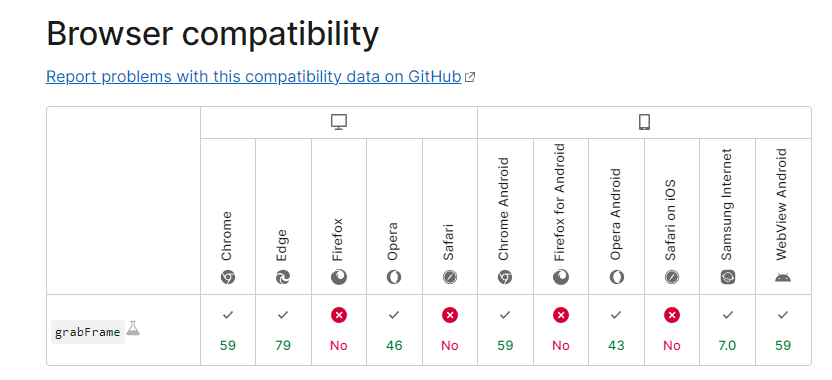 Browser compatibility
Report problems with this compatibility data on GitHub
Chrome
Edge
Firefox
Opera
Safari
Chrome Android
Firefox for Android
Opera Android
Safari on iOS
Samsung Internet
WebView Android
grabFrame
59
79
No
46
No
59
No
43
No
7.0
59